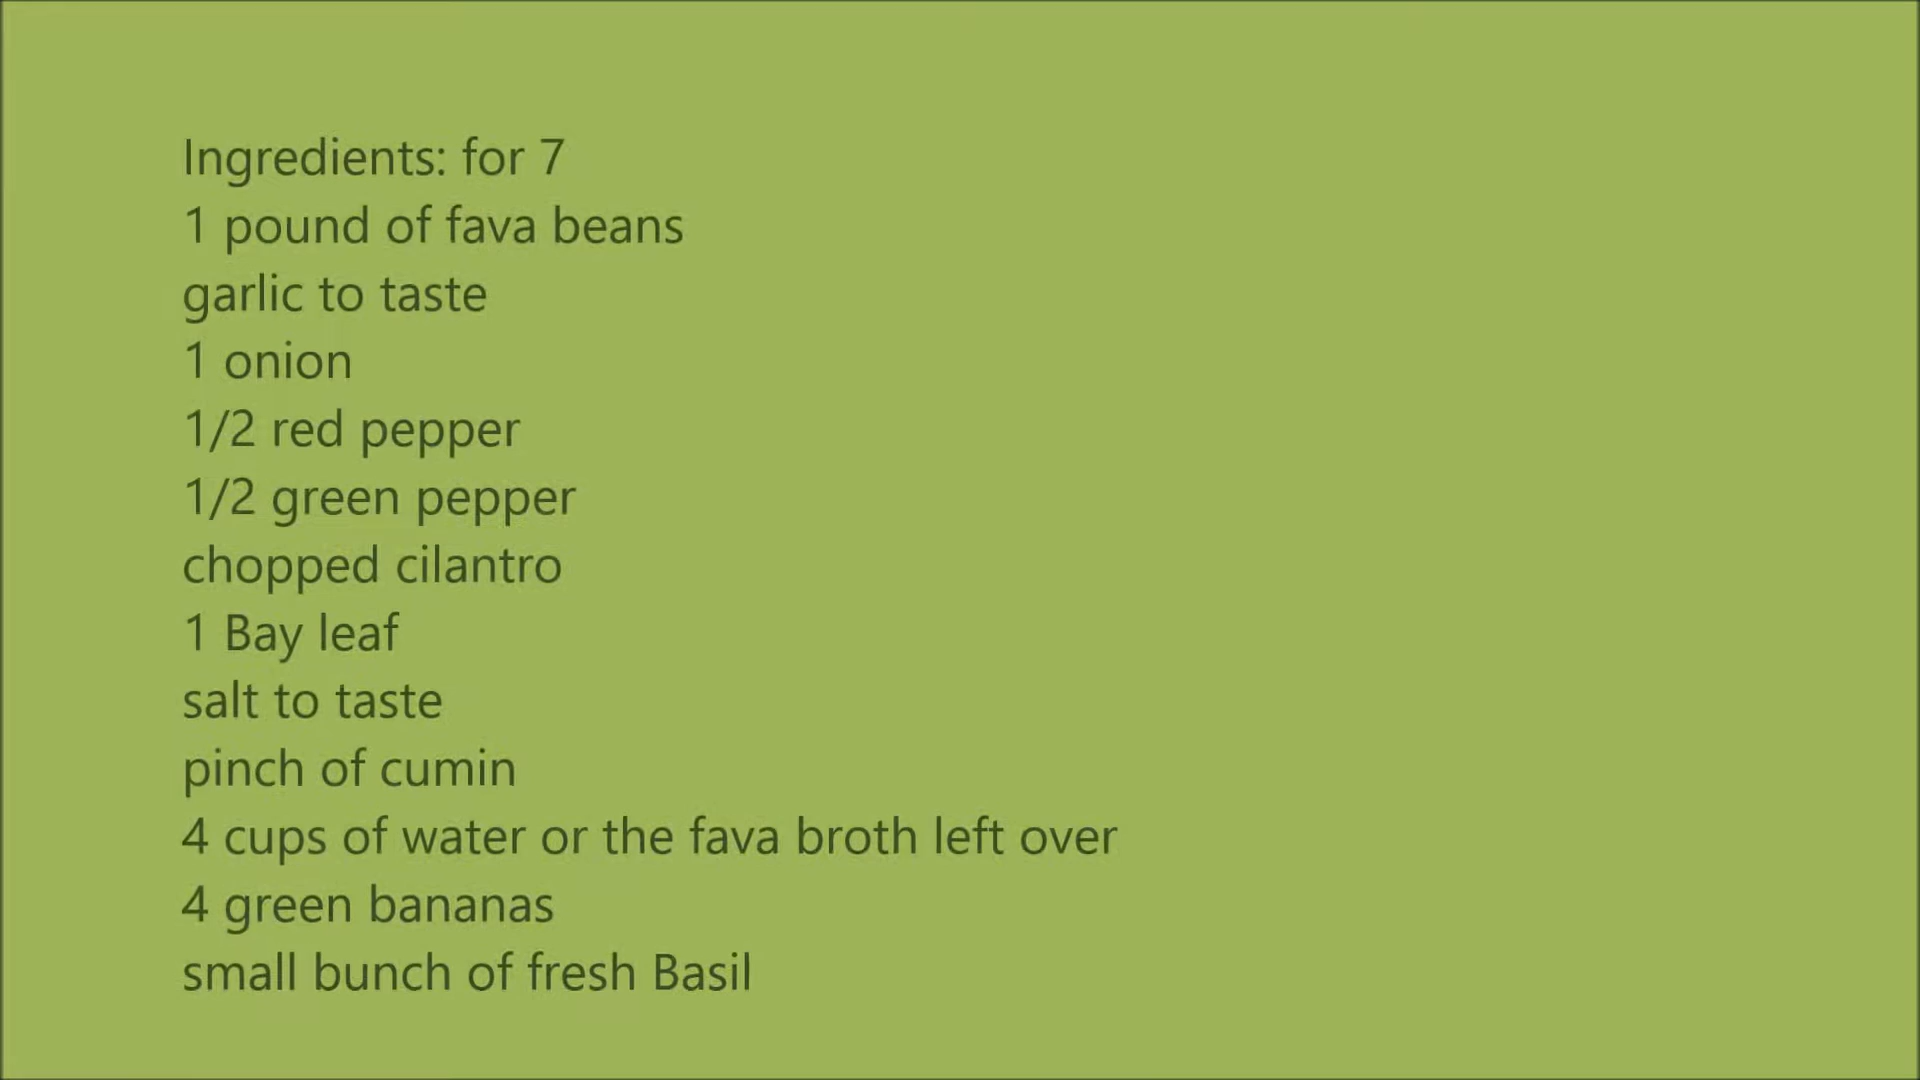 Ingredients: for 7
1 pound of fava beans
garlic to taste
1 onion
1/2 red pepper
1/2 green pepper
chopped cilantro
1 Bay leaf
salt to taste
pinch of cumin
4 cups of water or the fava broth left over
4 green bananas
small bunch of fresh Basil